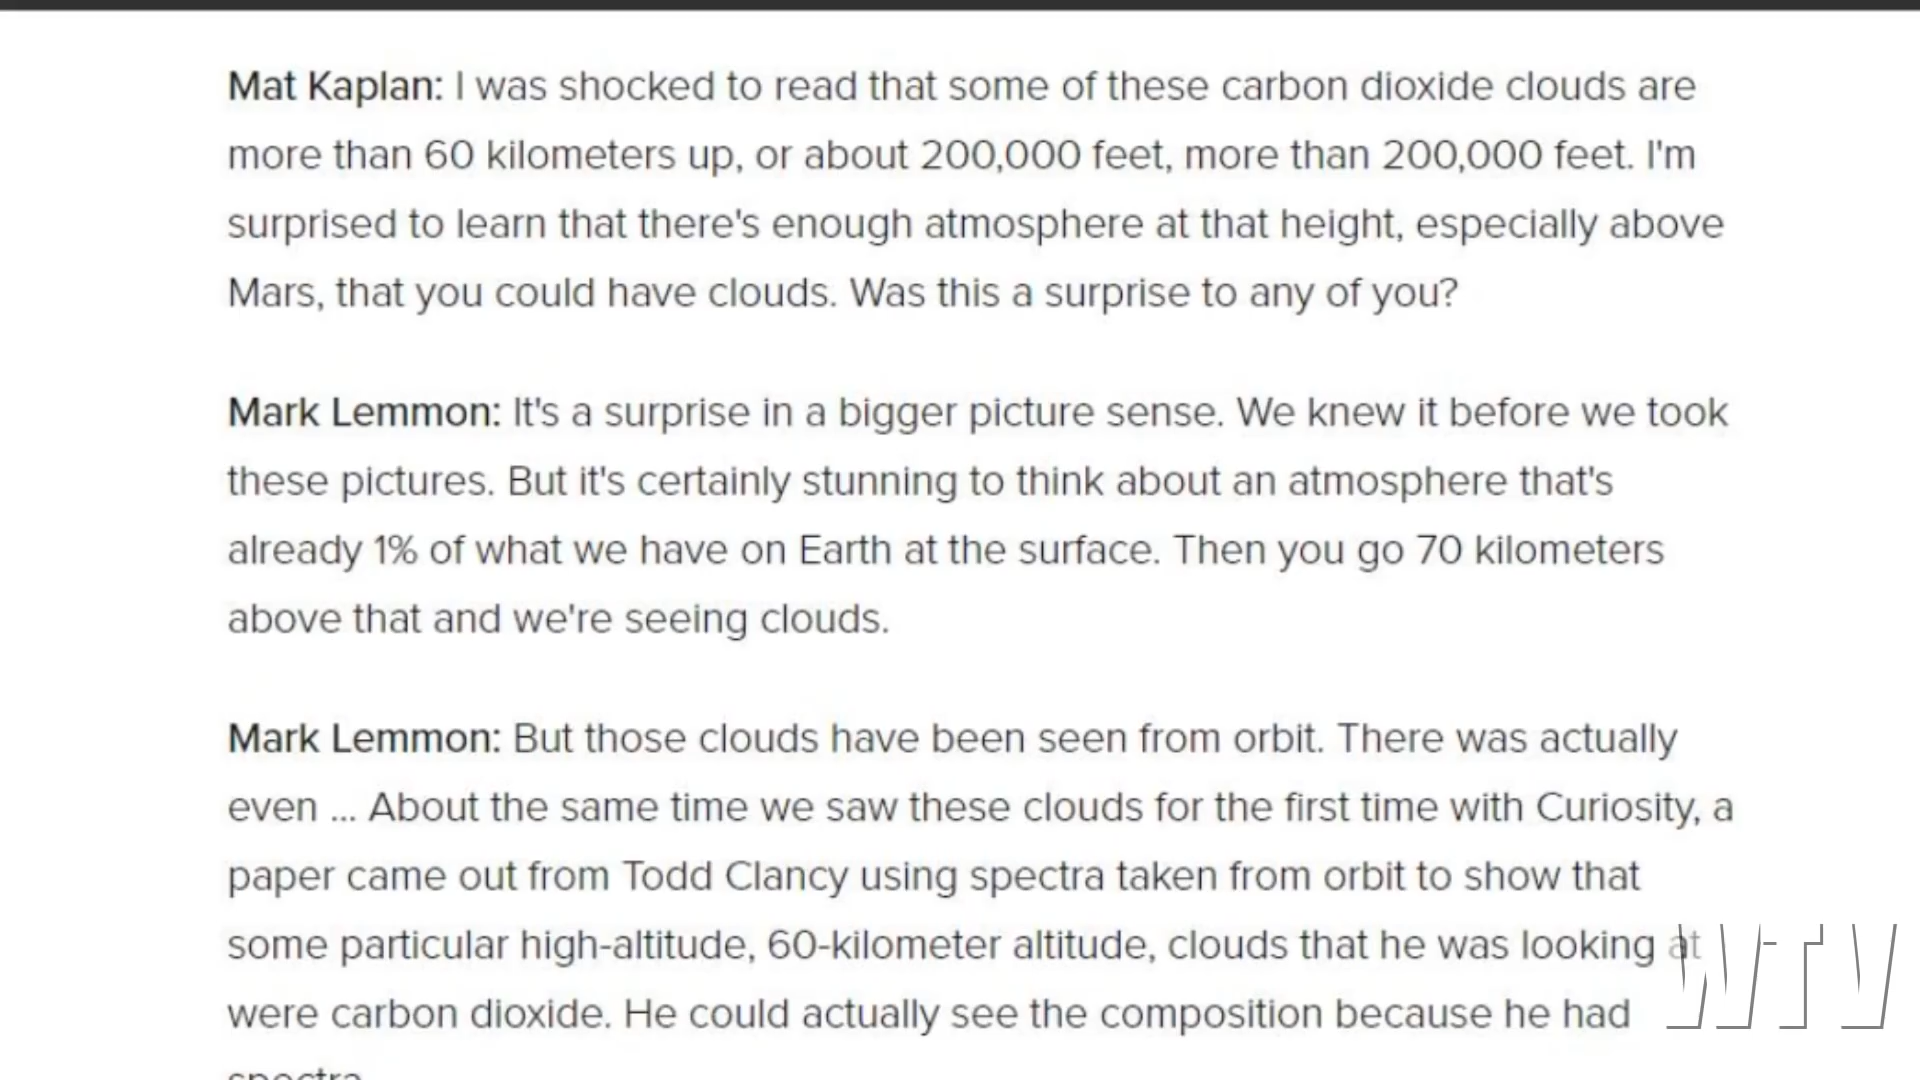 Mat Kaplan: I was shocked to read that some of these carbon dioxide clouds are
more than 60 kilometers up, or about 200,000 feet, more than 200,000 feet. I'm
surprised to learn that there's enough atmosphere at that height, especially above
Mars, that you could have clouds. Was this a surprise to any of you?
Mark Lemmon: It's a surprise in a bigger picture sense. We knew it before we took
these pictures. But it's certainly stunning to think about an atmosphere that's
already 1% of what we have on Earth at the surface. Then you go 70 kilometers
above that and we're seeing clouds.
Mark Lemmon: But those clouds have been seen from orbit. There was actually
even ... About the same time we saw these clouds for the first time with Curiosity, a
paper came out from Todd Clancy using spectra taken from orbit to show that
some particular high-altitude, 60-kilometer altitude, clouds that he was looking at
were carbon dioxide. He could actually see the composition because he had
spectra.
WTV